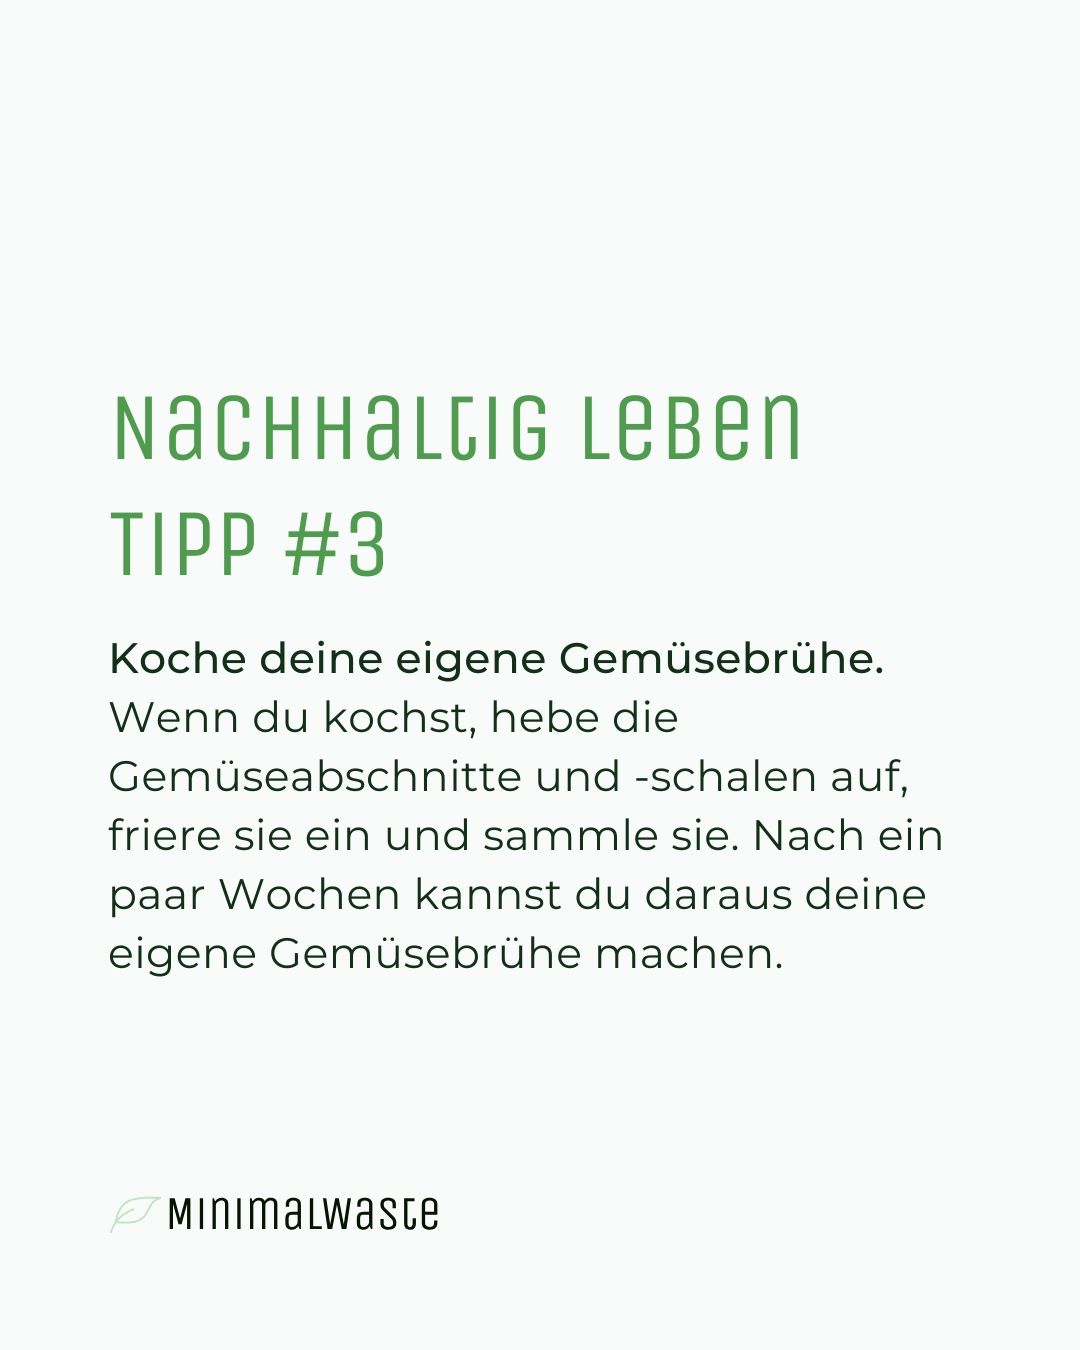 Nachhaltig leben
Tipp #3
Koche deine eigene Gemüsebrühe.
Wenn du kochst, hebe die
Gemüseabschnitte und -schalen auf,
friere sie ein und sammle sie. Nach ein
paar Wochen kannst du daraus deine
eigene Gemüsebrühe machen.
Minimalwaste